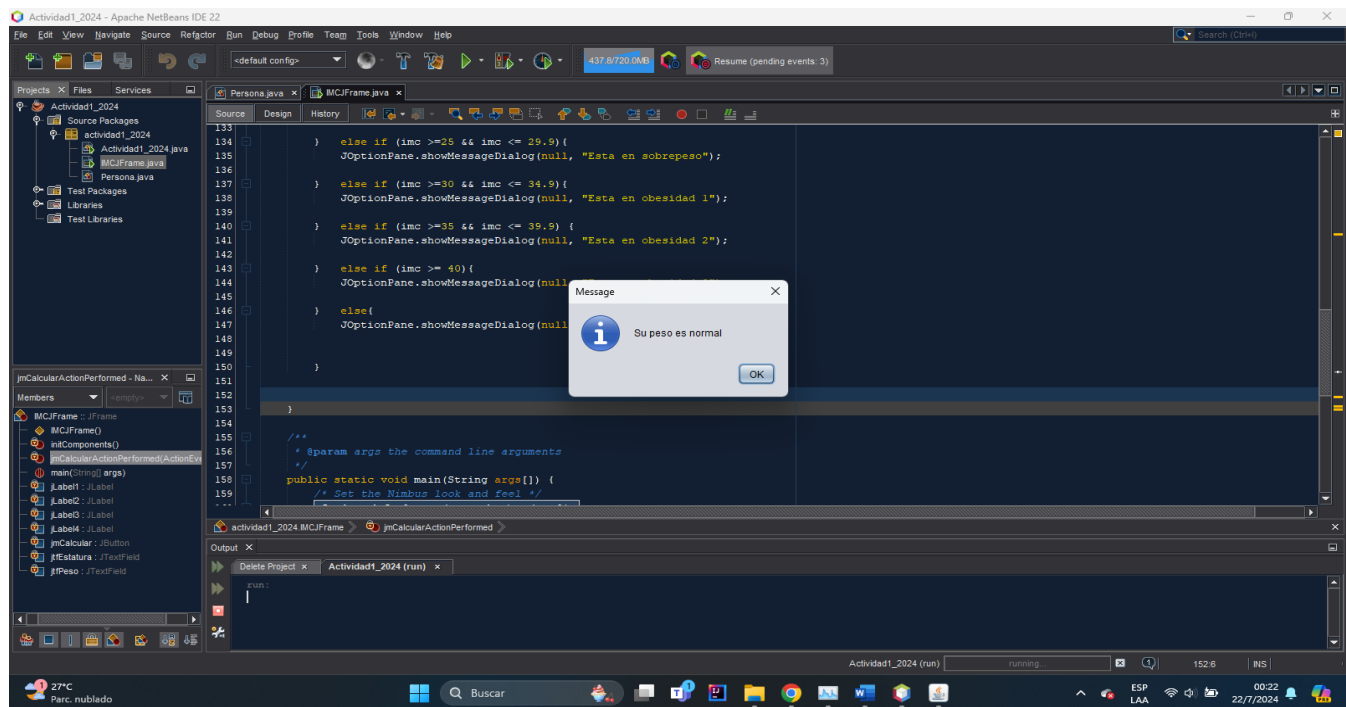 Actividad1_2024 - Apache NetBeans IDE 22
File Edit View Navigate Source Refactor Run Debug Profile Team Tools Window Help
Search (Ctrl+I)
<default config>
437.8/720.0MB
Resume (pending events: 3)
Projects Files Services
Actividad1_2024
Source Packages
actividad1_2024
Actividad1_2024.java
IMCJFrame.java
Persona.java
Test Packages
Libraries
Test Libraries
Persona.java IMCJFrame.java
Source Design History
133
134 } else if (imc >=25 && imc <= 29.9){
135 JOptionPane.showMessageDialog(null, "Esta en sobrepeso");
136
137 } else if (imc >=30 && imc <= 34.9){
138 JOptionPane.showMessageDialog(null, "Esta en obesidad 1");
139
140 } else if (imc >=35 && imc <= 39.9) {
141 JOptionPane.showMessageDialog(null, "Esta en obesidad 2");
142
143 } else if (imc >= 40){
144 JOptionPane.showMessageDialog(null
145
146 } else{
147 JOptionPane.showMessageDialog(null
148
149
150 }
151
152
153 }
154
155 /**
156 * @param args the command line arguments
157 */
158 public static void main(String args[]) {
159 /* Set the Nimbus look and feel */
Message
Su peso es normal
OK
jmCalcularActionPerformed - Na...
Members <empty>
IMCJFrame :: JFrame
IMCJFrame()
initComponents()
jmCalcularActionPerformed(ActionEve
main(String[] args)
jLabel1 : JLabel
jLabel2 : JLabel
jLabel3 : JLabel
jLabel4 : JLabel
jmCalcular : JButton
jtfEstatura : JTextField
jtfPeso : JTextField
actividad1_2024.IMCJFrame jmCalcularActionPerformed
Output
Delete Project Actividad1_2024 (run)
run:
Actividad1_2024 (run) running... 152:6 INS
27°C
Parc. nublado
Buscar
ESP
LAA
00:22
22/7/2024